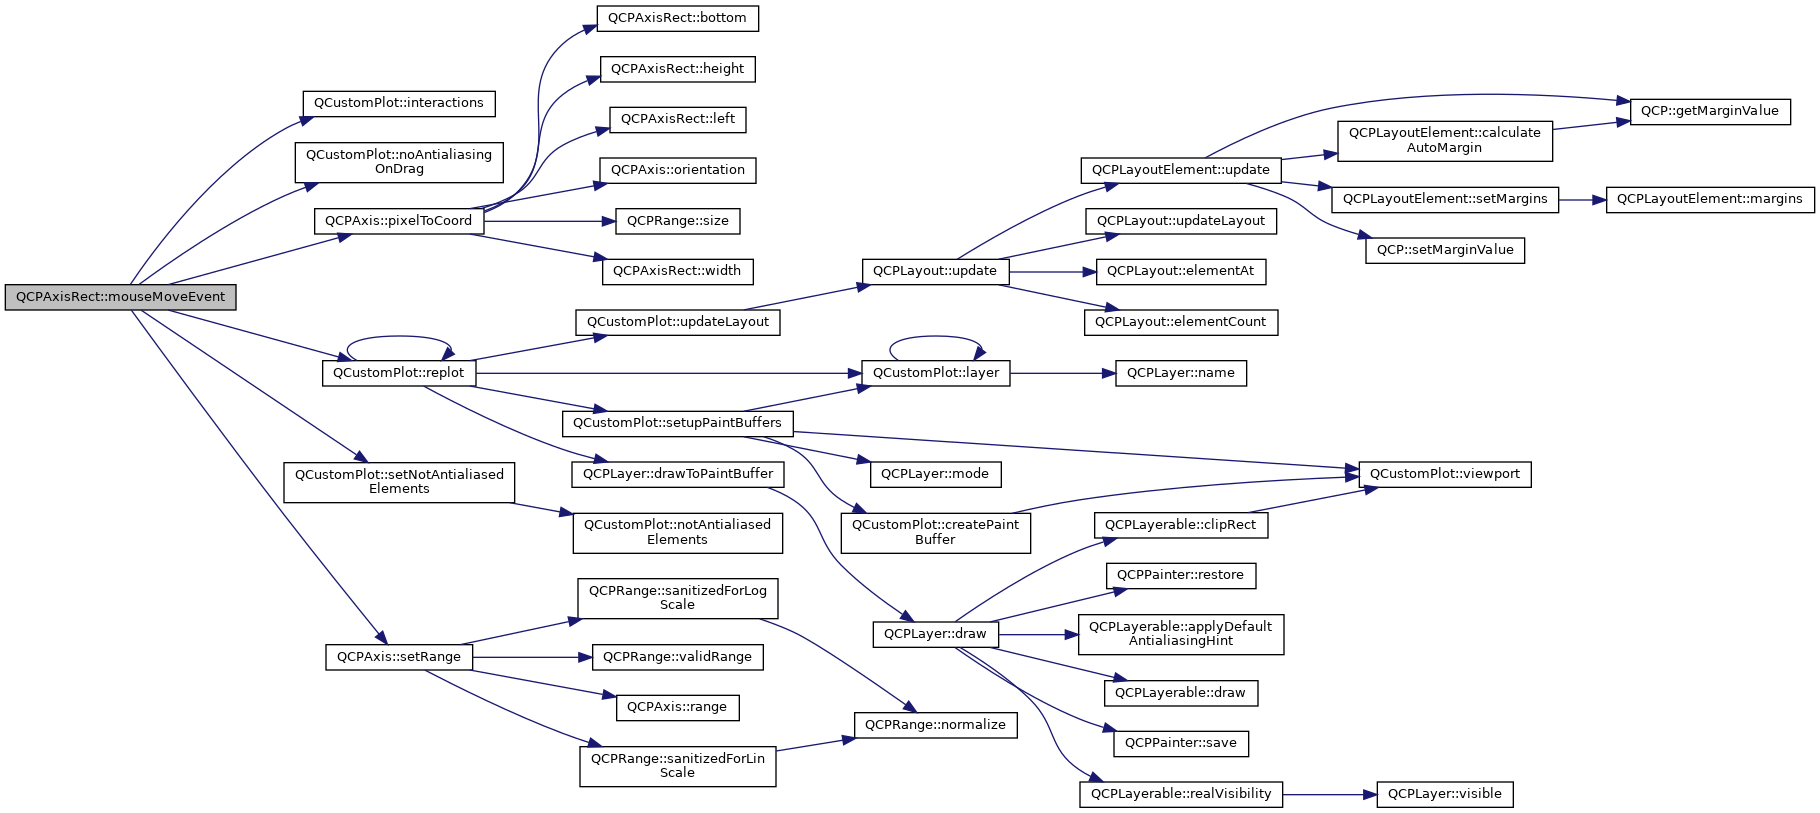 QCPAxisRect::mouseMoveEvent
QCustomPlot::interactions
QCustomPlot::noAntialiasing
OnDrag
QCPAxis::pixelToCoord
QCPAxisRect::bottom
QCPAxisRect::height
QCPAxisRect::left
QCPAxis::orientation
QCPRange::size
QCPAxisRect::width
QCustomPlot::replot
QCustomPlot::updateLayout
QCPLayout::update
QCPLayoutElement::update
QCP::getMarginValue
QCPLayoutElement::calculate
AutoMargin
QCPLayoutElement::setMargins
QCPLayoutElement::margins
QCP::setMarginValue
QCPLayout::updateLayout
QCPLayout::elementAt
QCPLayout::elementCount
QCustomPlot::layer
QCPLayer::name
QCustomPlot::setupPaintBuffers
QCPLayer::mode
QCustomPlot::viewport
QCustomPlot::createPaint
Buffer
QCPLayer::drawToPaintBuffer
QCPLayer::draw
QCPLayerable::clipRect
QCPPainter::restore
QCPLayerable::applyDefault
AntialiasingHint
QCPLayerable::draw
QCPPainter::save
QCPLayerable::realVisibility
QCPLayer::visible
QCustomPlot::setNotAntialiased
Elements
QCustomPlot::notAntialiased
Elements
QCPAxis::setRange
QCPRange::sanitizedForLog
Scale
QCPRange::validRange
QCPAxis::range
QCPRange::sanitizedForLin
Scale
QCPRange::normalize